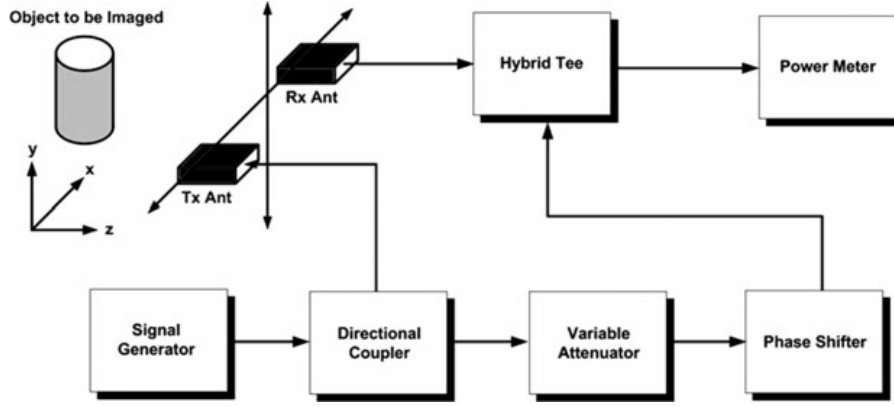 Object to be Imaged
Rx Ant
Hybrid Tee
Power Meter
y
x
z
Tx Ant
Signal
Generator
Directional
Coupler
Variable
Attenuator
Phase Shifter